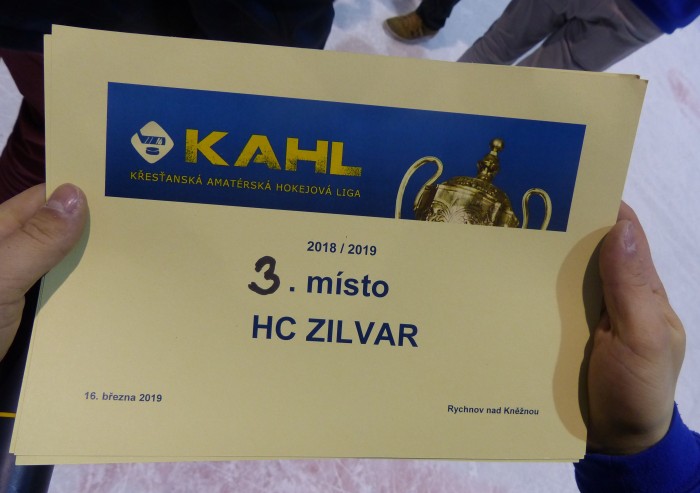 KAHL
KŘESŤANSKÁ AMATÉRSKÁ HOKEJOVÁ LIGA
2018 / 2019
3. místo
HC ZILVAR
16. března 2019
Rychnov nad Kněžnou